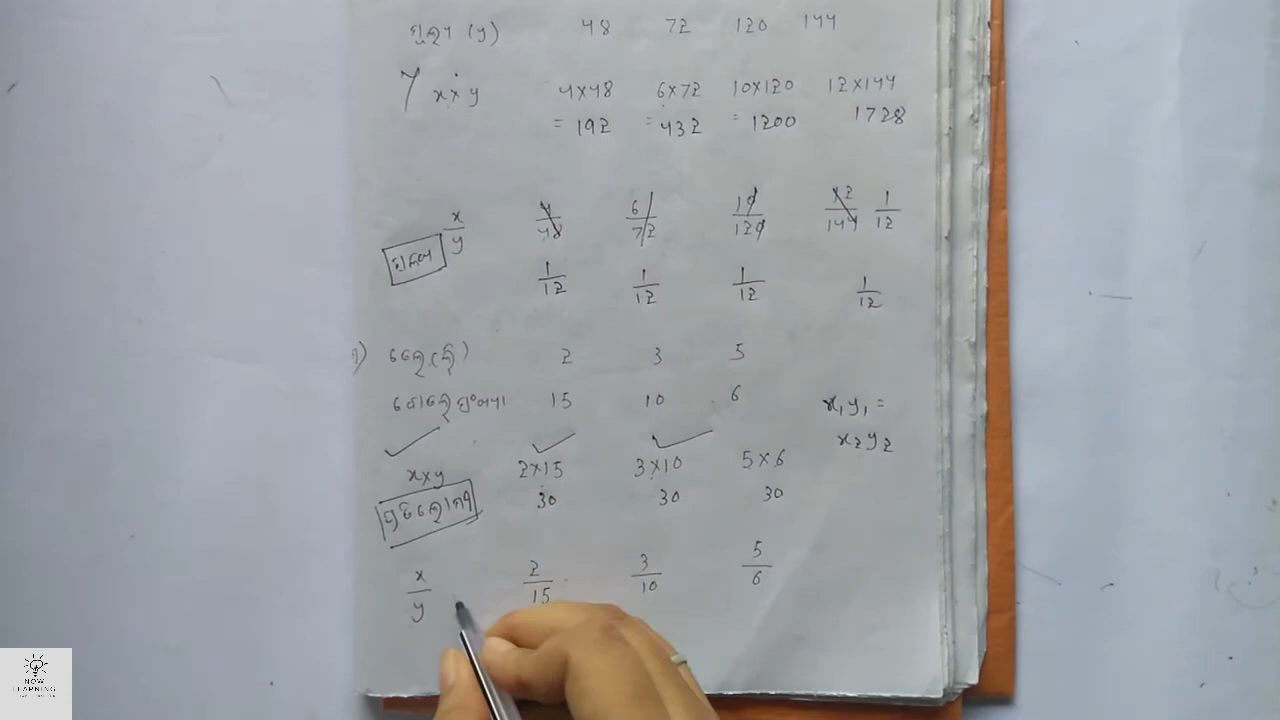 ମୂଲ୍ୟ (y) 48 72 120 144
x × y 4×48 6×72 10×120 12×144
= 192 = 432 = 1200 1728
x/y 4/48 6/72 10/120 12/144 1/12
ସଳଖ
1/12 1/12 1/12 1/12
2 3 5
15 10 6
x₁y₁ =
x₂y₂
x×y 2×15 3×10 5×6
ପ୍ରତିଲୋମୀ 30 30 30
x/y 2/15 3/10 5/6
NOW
LEARNING